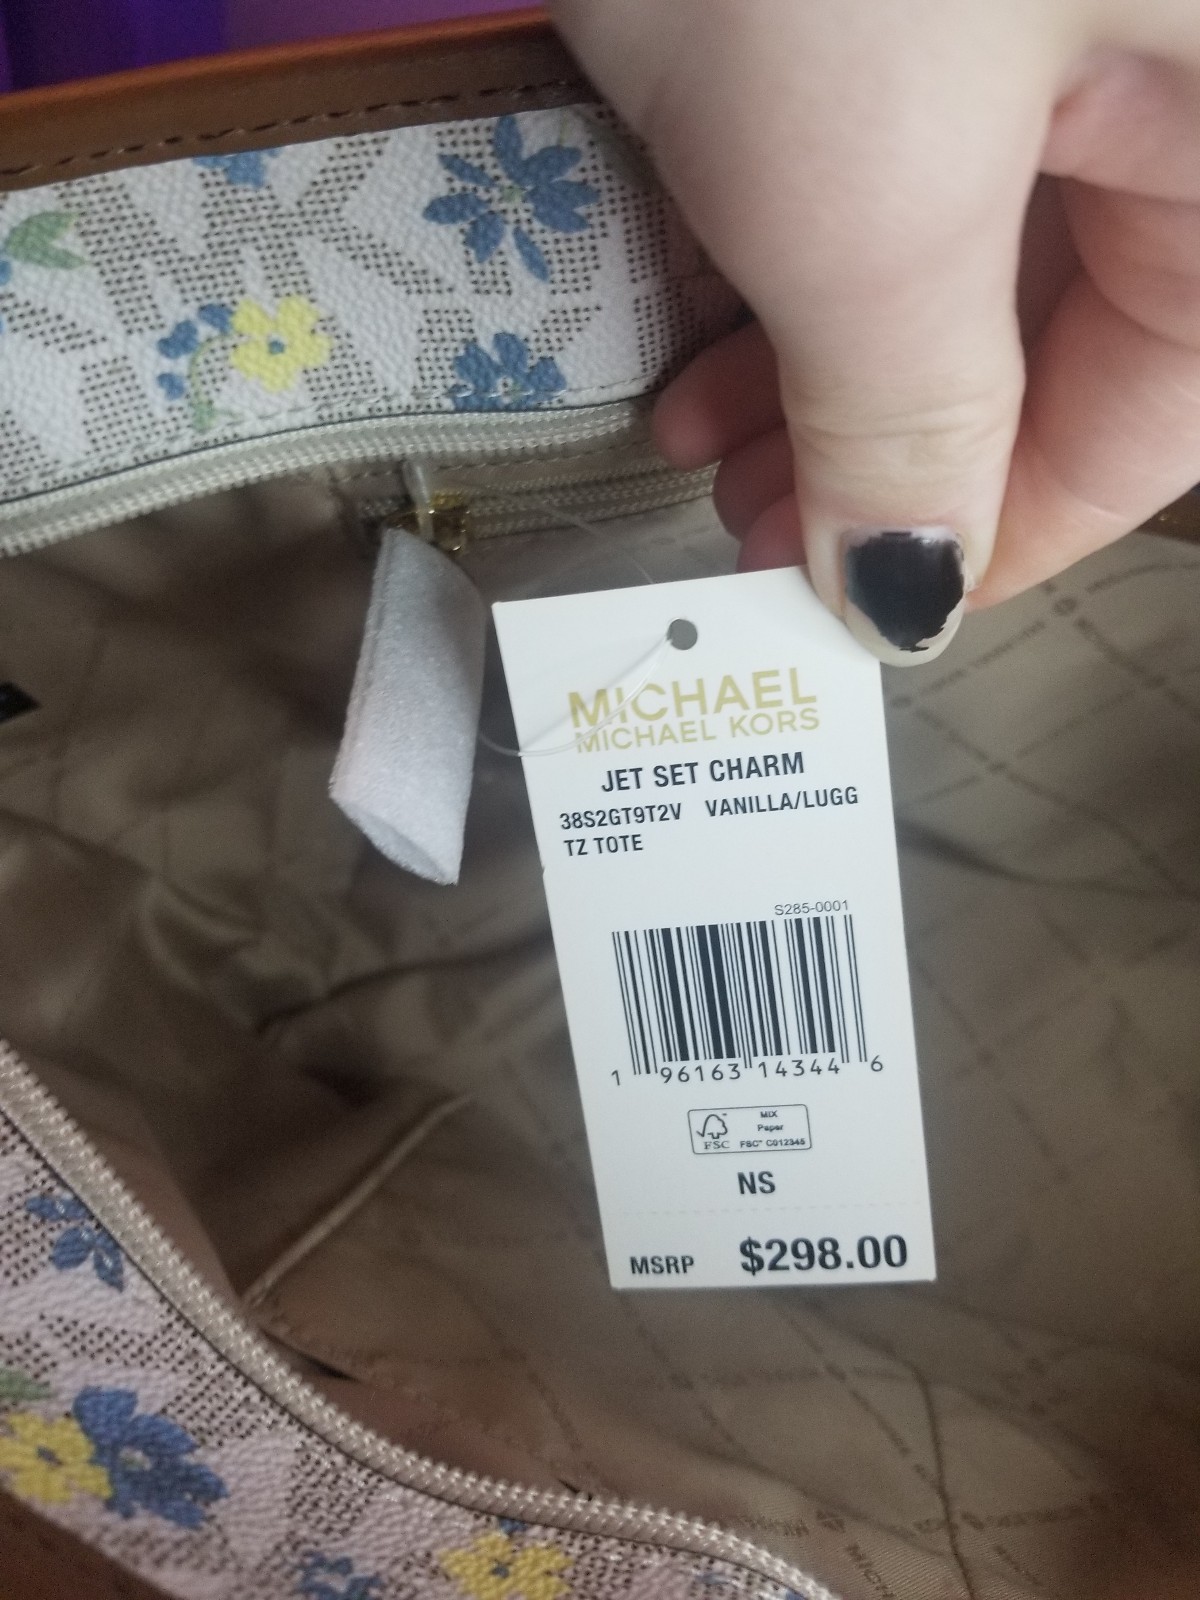 MICHAEL
MICHAEL KORS
JET SET CHARM
38S2GT9T2V VANILLA/LUGG
TZ TOTE
S285-0001
1 96163 14344 6
FSC
MIX
Paper
FSC® C012345
NS
MSRP $298.00